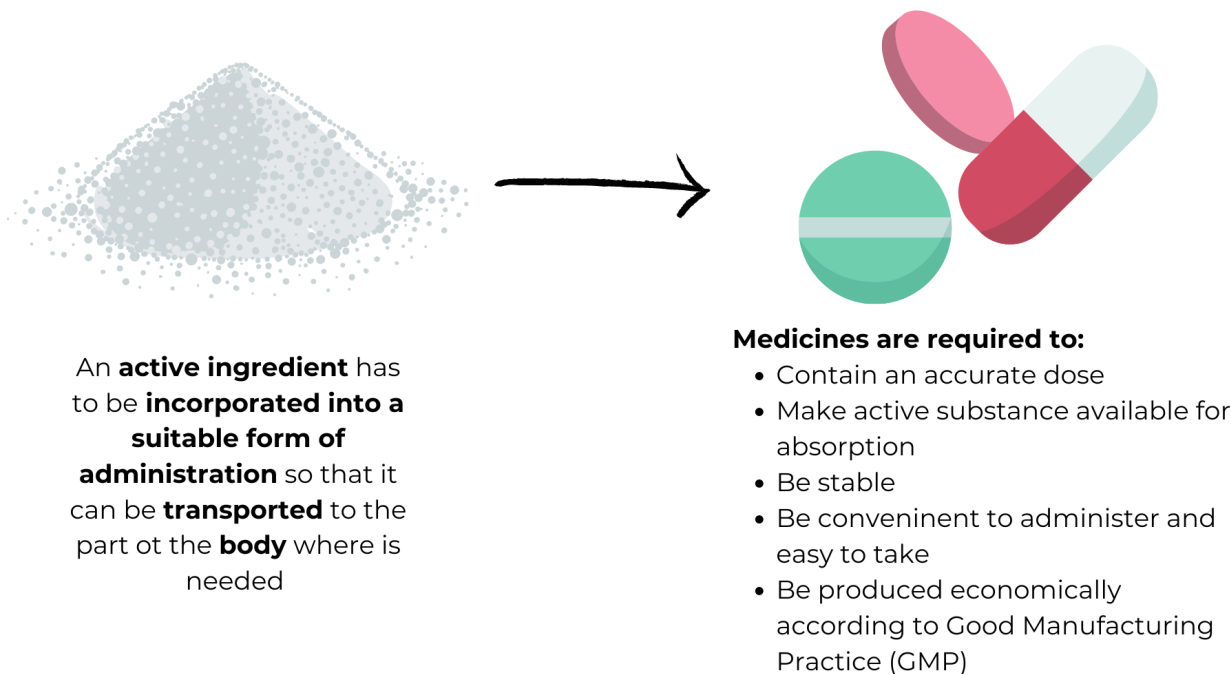 An active ingredient has
to be incorporated into a
suitable form of
administration so that it
can be transported to the
part ot the body where is
needed
Medicines are required to:
• Contain an accurate dose
• Make active substance available for
absorption
• Be stable
• Be conveninent to administer and
easy to take
• Be produced economically
according to Good Manufacturing
Practice (GMP)